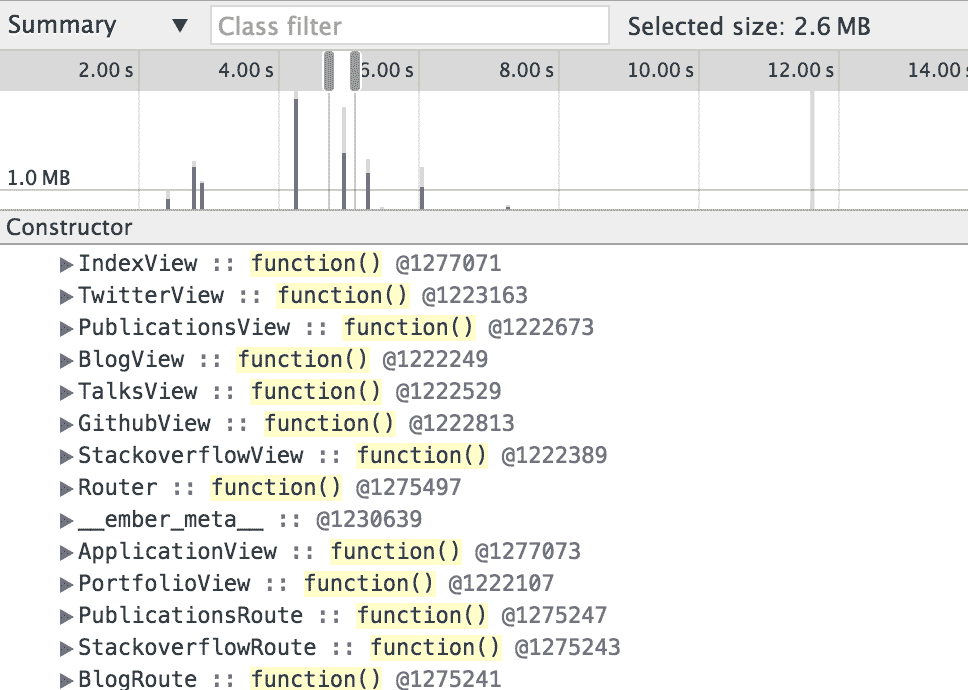 Summary ▼ Class filter Selected size: 2.6 MB
2.00 s 4.00 s 6.00 s 8.00 s 10.00 s 12.00 s 14.00 s
1.0 MB
Constructor
▶IndexView :: function() @1277071
▶TwitterView :: function() @1223163
▶PublicationsView :: function() @1222673
▶BlogView :: function() @1222249
▶TalksView :: function() @1222529
▶GithubView :: function() @1222813
▶StackoverflowView :: function() @1222389
▶Router :: function() @1275497
▶__ember_meta__ :: @1230639
▶ApplicationView :: function() @1277073
▶PortfolioView :: function() @1222107
▶PublicationsRoute :: function() @1275247
▶StackoverflowRoute :: function() @1275243
▶BlogRoute :: function() @1275241